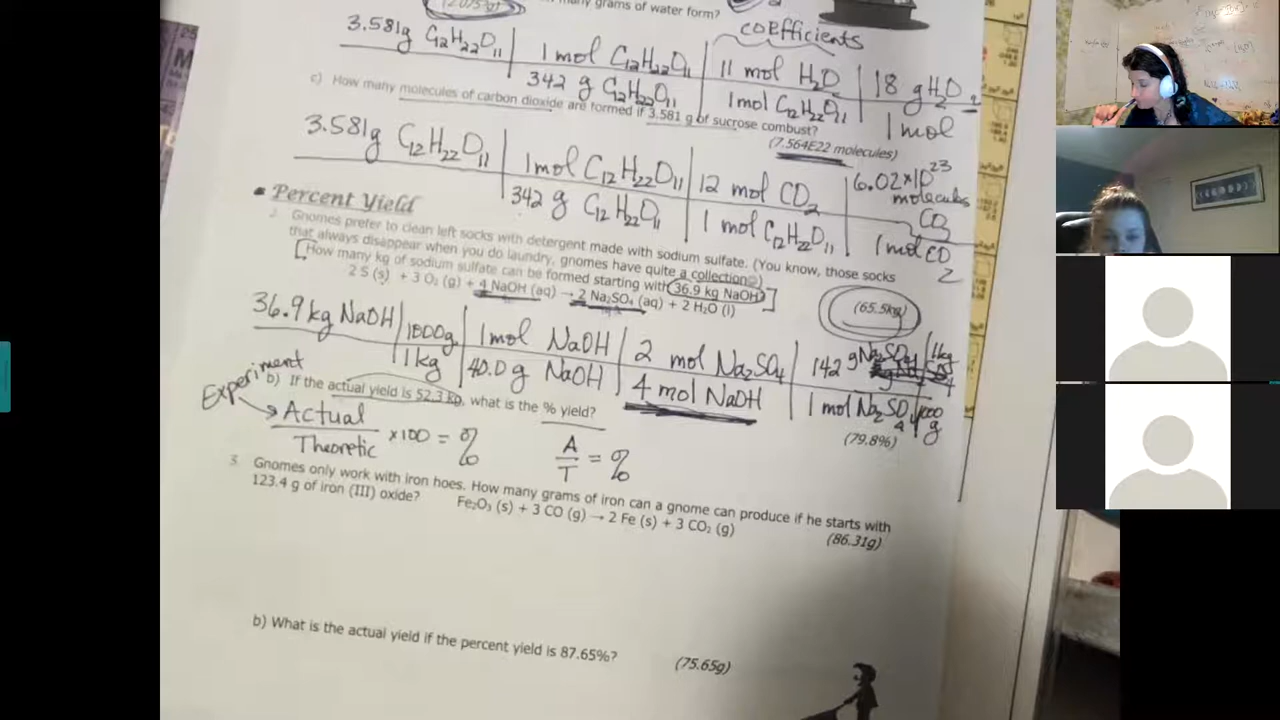 (2.075 g)
many grams of water form?
coefficients
3.581g C12H22O11 | 1 mol C12H22O11 | 11 mol H2O | 18 g H2O
342 g C12H22O11 | 1 mol C12H22O11 | 1 mol
c) How many molecules of carbon dioxide are formed if 3.581 g of sucrose combust?
(7.564E22 molecules)
3.581g C12H22O11 | 1 mol C12H22O11 | 12 mol CO2 | 6.02×10^23 molecules CO2
342 g C12H22O11 | 1 mol C12H22O11 | 1 mol CO2
▪ Percent Yield
Gnomes prefer to clean left socks with detergent made with sodium sulfate. (You know, those socks
that always disappear when you do laundry, gnomes have quite a collection☺)
[How many kg of sodium sulfate can be formed starting with 36.9 kg NaOH?]
2 S (s) + 3 O2 (g) + 4 NaOH (aq) → 2 Na2SO4 (aq) + 2 H2O (l)
(65.5kg)
36.9 kg NaOH | 1000g | 1 mol NaOH | 2 mol Na2SO4 | 142 g Na2SO4 | 1kg
1 kg | 40.0 g NaOH | 4 mol NaOH | 1 mol Na2SO4 | 1000 g
Experiment
b) If the actual yield is 52.3 kg, what is the % yield?
(79.8%)
Actual
Theoretic
×100 = %
A
T
= %
3. Gnomes only work with iron hoes. How many grams of iron can a gnome can produce if he starts with
123.4 g of iron (III) oxide?
Fe2O3 (s) + 3 CO (g) → 2 Fe (s) + 3 CO2 (g)
(86.31g)
b) What is the actual yield if the percent yield is 87.65%?
(75.65g)